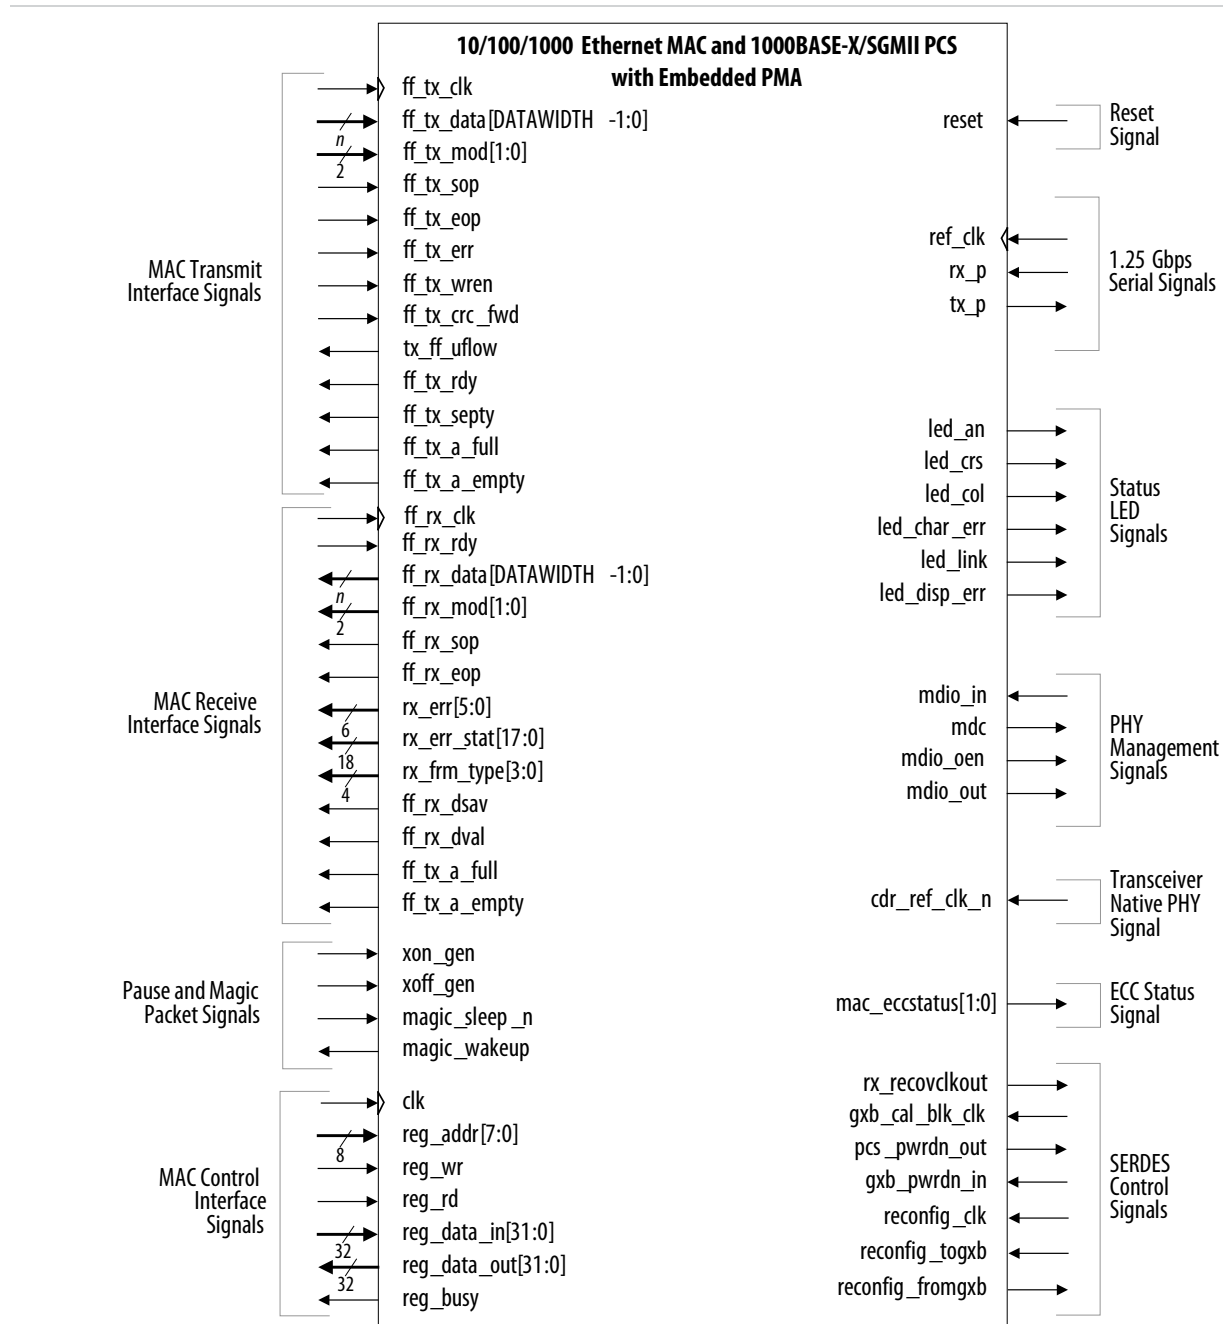 10/100/1000 Ethernet MAC and 1000BASE-X/SGMII PCS
with Embedded PMA
MAC Transmit
Interface Signals
ff_tx_clk
ff_tx_data[DATAWIDTH -1:0]
n
ff_tx_mod[1:0]
2
ff_tx_sop
ff_tx_eop
ff_tx_err
ff_tx_wren
ff_tx_crc_fwd
tx_ff_uflow
ff_tx_rdy
ff_tx_septy
ff_tx_a_full
ff_tx_a_empty
MAC Receive
Interface Signals
ff_rx_clk
ff_rx_rdy
ff_rx_data[DATAWIDTH -1:0]
n
ff_rx_mod[1:0]
2
ff_rx_sop
ff_rx_eop
rx_err[5:0]
6
rx_err_stat[17:0]
18
rx_frm_type[3:0]
4
ff_rx_dsav
ff_rx_dval
ff_tx_a_full
ff_tx_a_empty
Pause and Magic
Packet Signals
xon_gen
xoff_gen
magic_sleep_n
magic_wakeup
MAC Control
Interface
Signals
clk
reg_addr[7:0]
8
reg_wr
reg_rd
reg_data_in[31:0]
32
reg_data_out[31:0]
32
reg_busy
reset
Reset
Signal
ref_clk
rx_p
tx_p
1.25 Gbps
Serial Signals
led_an
led_crs
led_col
led_char_err
led_link
led_disp_err
Status
LED
Signals
mdio_in
mdc
mdio_oen
mdio_out
PHY
Management
Signals
cdr_ref_clk_n
Transceiver
Native PHY
Signal
mac_eccstatus[1:0]
ECC Status
Signal
rx_recovclkout
gxb_cal_blk_clk
pcs_pwrdn_out
gxb_pwrdn_in
reconfig_clk
reconfig_togxb
reconfig_fromgxb
SERDES
Control
Signals